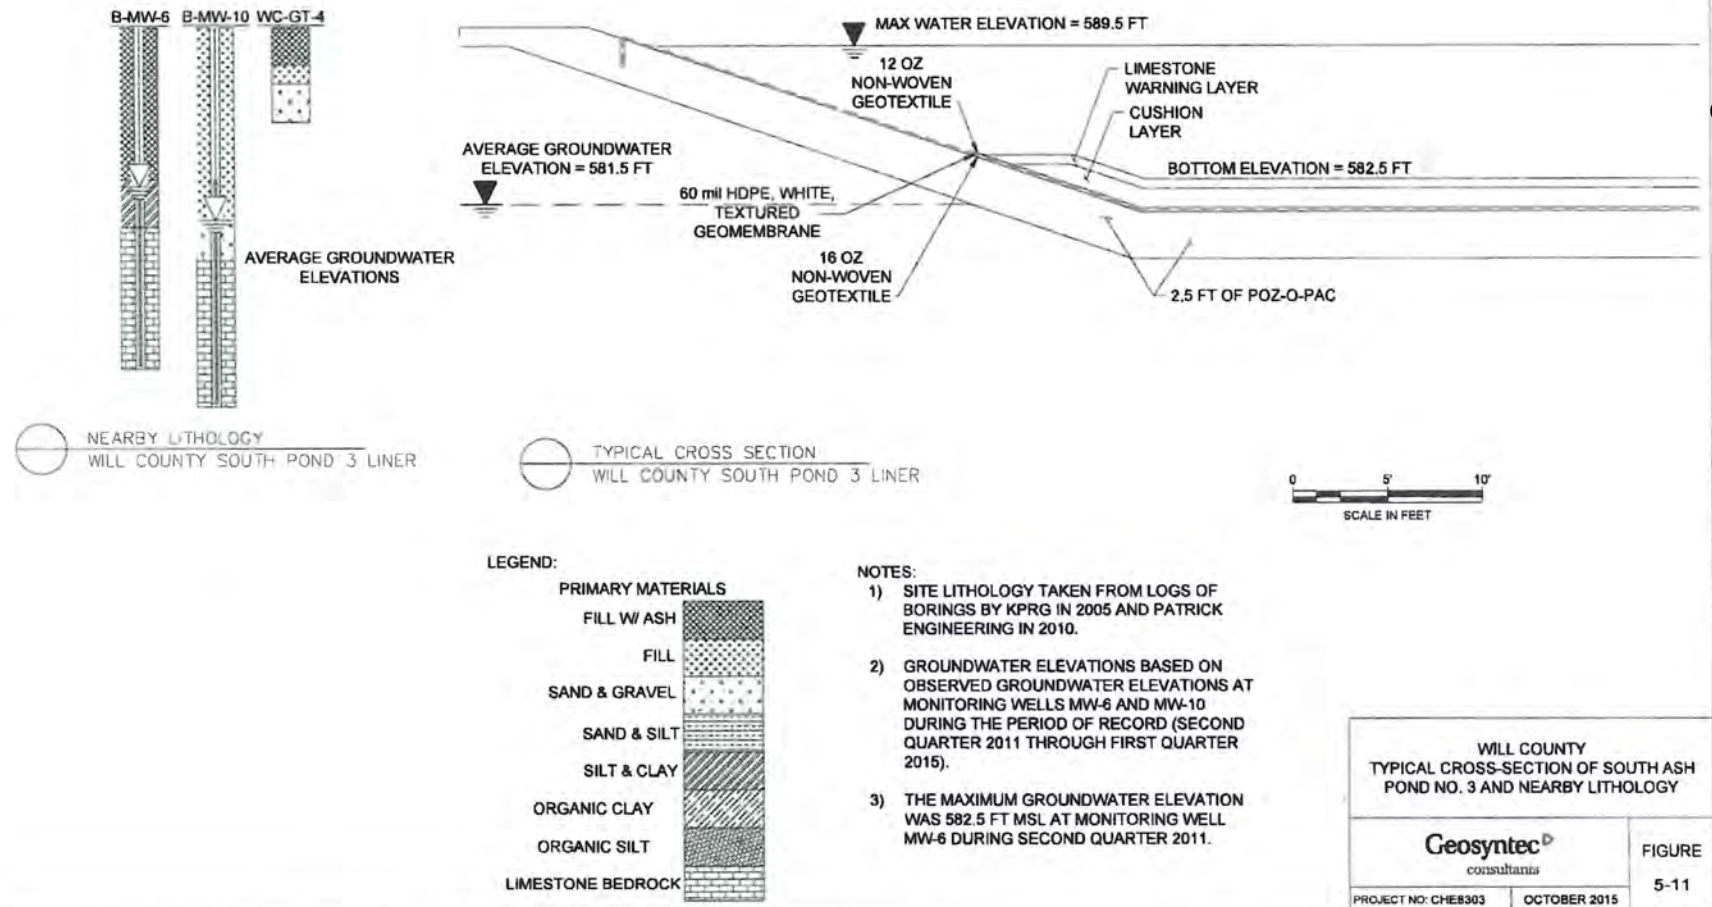 B-MW-6 B-MW-10 WC-GT-4
AVERAGE GROUNDWATER
ELEVATIONS
NEARBY LITHOLOGY
WILL COUNTY SOUTH POND 3 LINER
MAX WATER ELEVATION = 589.5 FT
12 OZ
NON-WOVEN
GEOTEXTILE
LIMESTONE
WARNING LAYER
CUSHION
LAYER
AVERAGE GROUNDWATER
ELEVATION = 581.5 FT
BOTTOM ELEVATION = 582.5 FT
60 mil HDPE, WHITE,
TEXTURED
GEOMEMBRANE
16 OZ
NON-WOVEN
GEOTEXTILE
2.5 FT OF POZ-O-PAC
TYPICAL CROSS SECTION
WILL COUNTY SOUTH POND 3 LINER
0 5' 10'
SCALE IN FEET
LEGEND:
PRIMARY MATERIALS
FILL W/ ASH
FILL
SAND & GRAVEL
SAND & SILT
SILT & CLAY
ORGANIC CLAY
ORGANIC SILT
LIMESTONE BEDROCK
NOTES:
1) SITE LITHOLOGY TAKEN FROM LOGS OF
BORINGS BY KPRG IN 2005 AND PATRICK
ENGINEERING IN 2010.
2) GROUNDWATER ELEVATIONS BASED ON
OBSERVED GROUNDWATER ELEVATIONS AT
MONITORING WELLS MW-6 AND MW-10
DURING THE PERIOD OF RECORD (SECOND
QUARTER 2011 THROUGH FIRST QUARTER
2015).
3) THE MAXIMUM GROUNDWATER ELEVATION
WAS 582.5 FT MSL AT MONITORING WELL
MW-6 DURING SECOND QUARTER 2011.
WILL COUNTY
TYPICAL CROSS-SECTION OF SOUTH ASH
POND NO. 3 AND NEARBY LITHOLOGY
Geosyntec
consultants
FIGURE
5-11
PROJECT NO: CHE8303 OCTOBER 2015